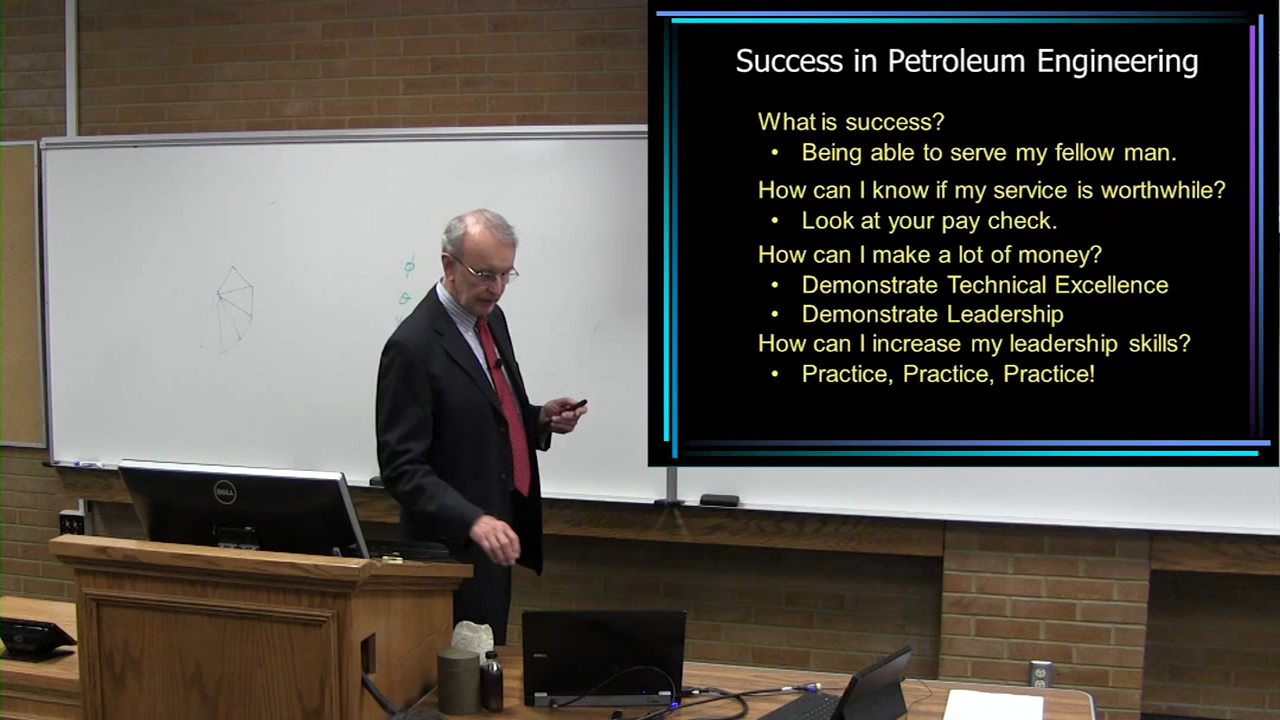 Success in Petroleum Engineering
What is success?
• Being able to serve my fellow man.
How can I know if my service is worthwhile?
• Look at your pay check.
How can I make a lot of money?
• Demonstrate Technical Excellence
• Demonstrate Leadership
How can I increase my leadership skills?
• Practice, Practice, Practice!
DELL